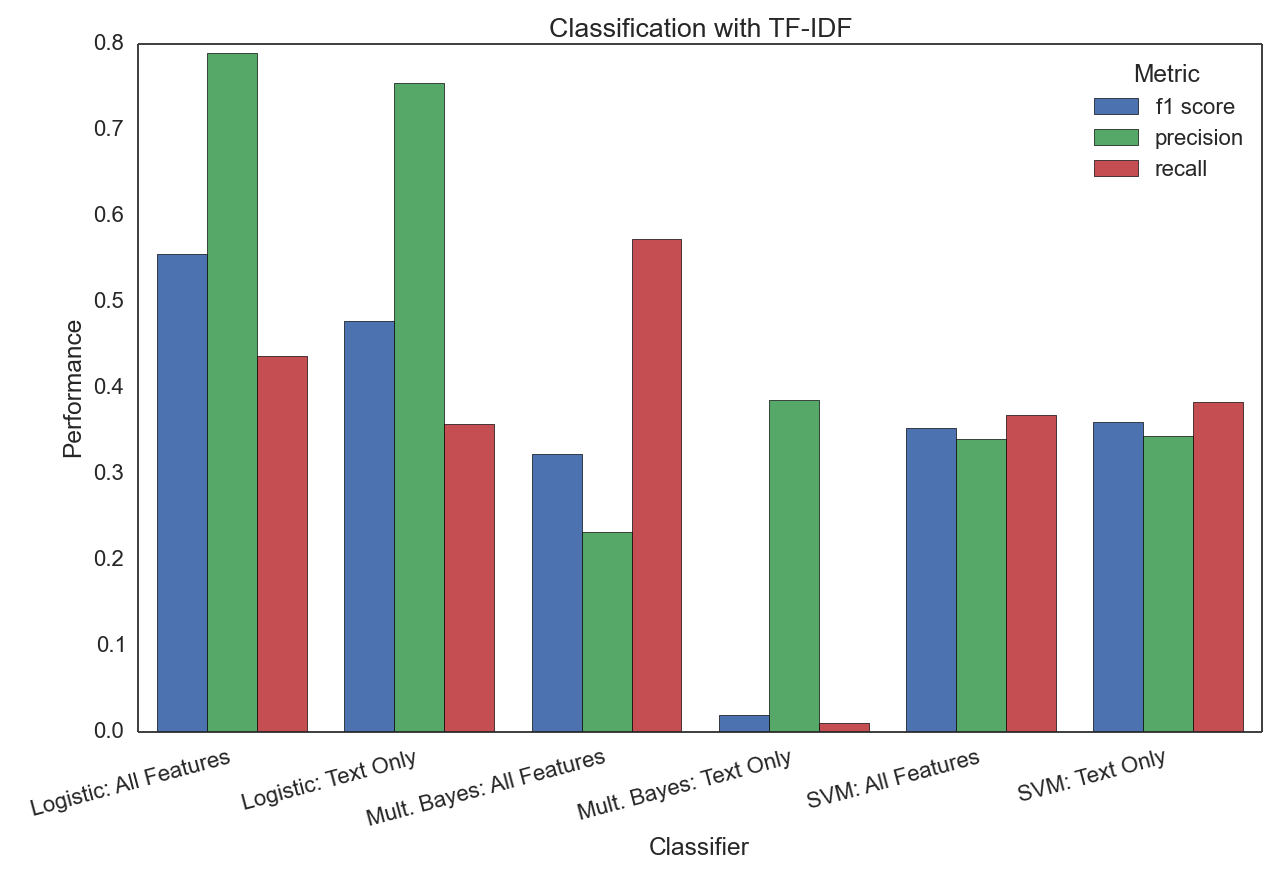 Classification with TF-IDF
Metric
f1 score
precision
recall
Performance
0.8
0.7
0.6
0.5
0.4
0.3
0.2
0.1
0.0
Logistic: All Features
Logistic: Text Only
Mult. Bayes: All Features
Mult. Bayes: Text Only
SVM: All Features
SVM: Text Only
Classifier